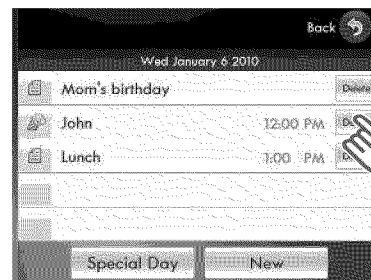 Back
Wed January 6 2010
Mom's birthday Delete
John 12:00 PM
Lunch 1:00 PM
Special Day New